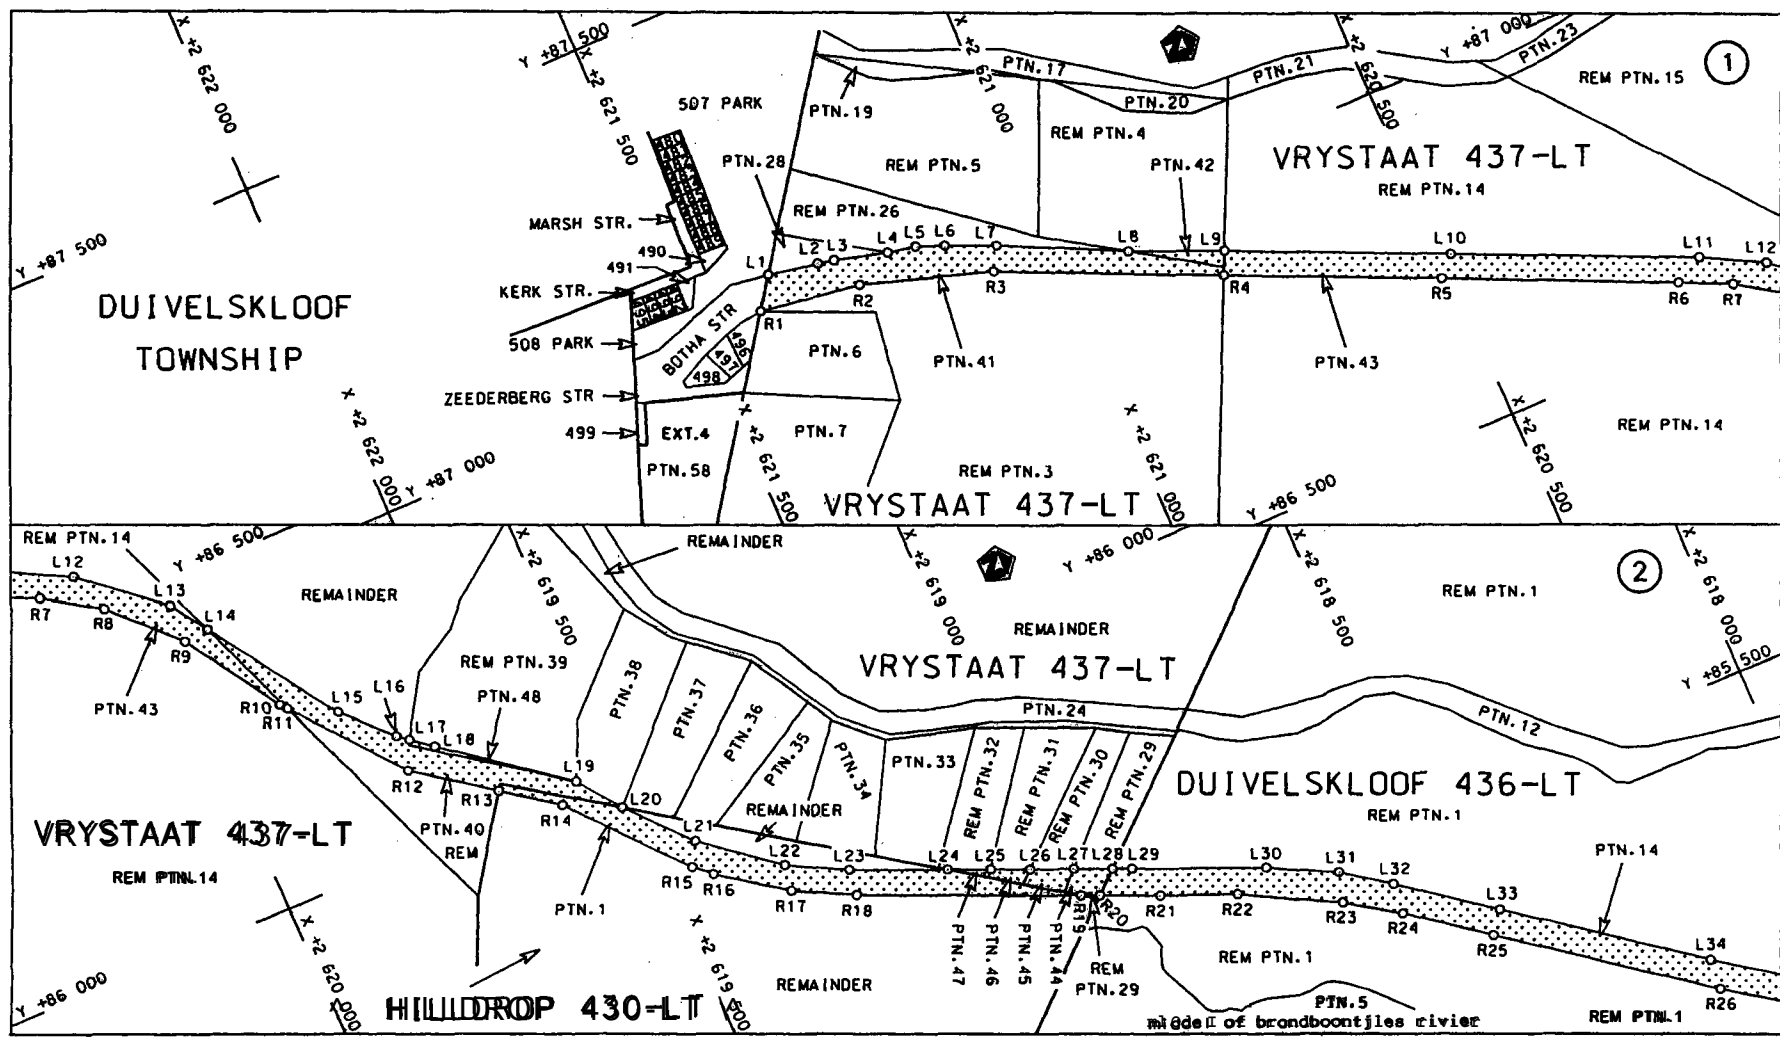 X +2 622 000
Y +87 500
X +2 621 500
X +2 621 000
X +2 620 500
Y +87 000
PTN.23
1
PTN.17
PTN.21
REM PTN.15
507 PARK
PTN.19
PTN.20
REM PTN.4
VRYSTAAT 437-LT
PTN.28
REM PTN.5
PTN.42
REM PTN.14
MARSH STR.
REM PTN.26
490
491
L1
L2
L3
L4
L5
L6
L7
L8
L9
L10
L11
L12
Y +87 500
KERK STR.
DUIVELSKLOOF
TOWNSHIP
R1
R2
R3
R4
R5
R6
R7
508 PARK
BOTHA STR
496
497
498
PTN.6
PTN.41
PTN.43
ZEEDERBERG STR
499
EXT.4
PTN.7
REM PTN.14
PTN.58
REM PTN.3
X +2 622 000
Y +87 000
X +2 621 500
VRYSTAAT 437-LT
X +2 621 000
Y +86 500
X +2 620 500
REM PTN.14
Y +86 500
X +2 619 500
REMAINDER
X +2 619 000
Y +86 000
X +2 618 500
X +2 618 000
2
L12
L13
L14
REMAINDER
REM PTN.1
REMAINDER
R7
R8
R9
VRYSTAAT 437-LT
Y +85 500
REM PTN.39
PTN.38
PTN.37
PTN.36
PTN.35
PTN.34
PTN.33
REM PTN.32
REM PTN.31
REM PTN.30
REM PTN.29
PTN.24
PTN.12
PTN.43
R10
R11
L15
L16
L17
L18
PTN.48
L19
L20
DUIVELSKLOOF 436-LT
REM PTN.1
R12
R13
R14
REMAINDER
L21
L22
L23
L24
L25
L26
L27
L28
L29
L30
L31
L32
L33
L34
PTN.14
VRYSTAAT 437-LT
REM PTN.14
PTN.40
REM
PTN.1
R15
R16
R17
R18
R19
R20
R21
R22
R23
R24
R25
R26
PTN.47
PTN.46
PTN.45
PTN.44
REM
PTN.29
REM PTN.1
Y +86 000
X +2 620 000
HILLDROP 430-LT
X +2 619 500
REMAINDER
PTN.5
middel of brandboontjies rivier
REM PTN.1